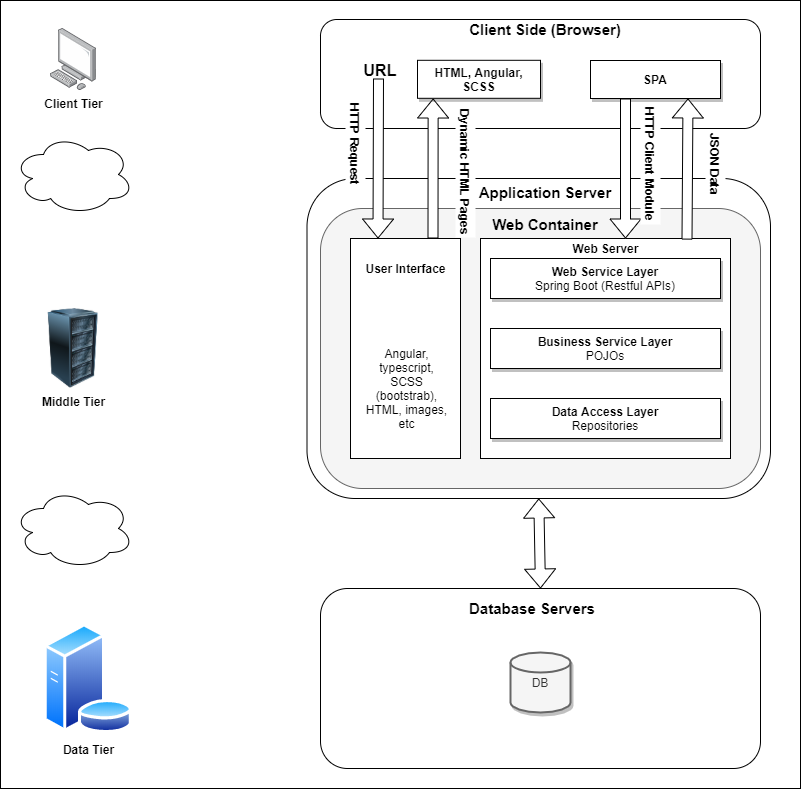 Client Side (Browser)
URL
HTML, Angular,
SCSS
SPA
Client Tier
HTTP Request
Dynamic HTML Pages
HTTP Client Module
JSON Data
Application Server
Web Container
User Interface
Angular,
typescript,
SCSS
(bootstrab),
HTML, images,
etc
Web Server
Web Service Layer
Spring Boot (Restful APIs)
Business Service Layer
POJOs
Data Access Layer
Repositories
Middle Tier
Database Servers
DB
Data Tier